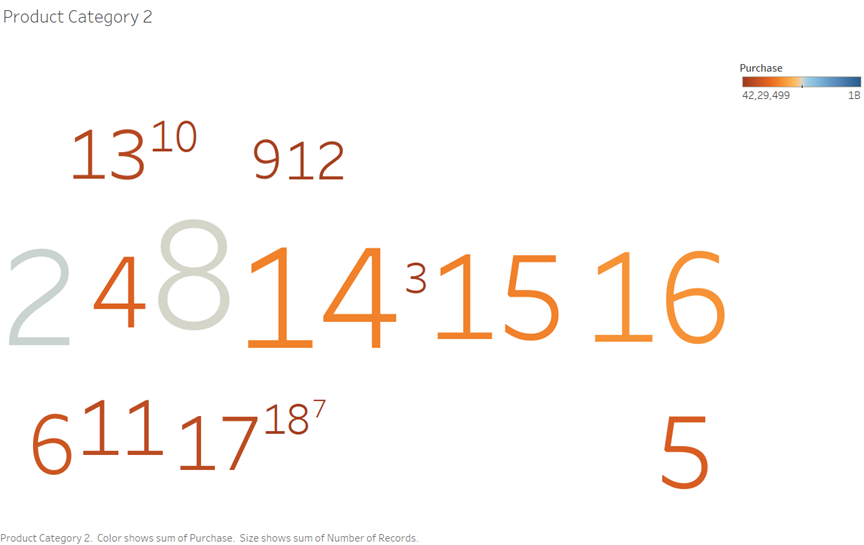 Product Category 2
Purchase
42,29,499 1B
13 10 9 12
2 4 8 14 3 15 16
6 11 17 18 7 5
Product Category 2. Color shows sum of Purchase. Size shows sum of Number of Records.